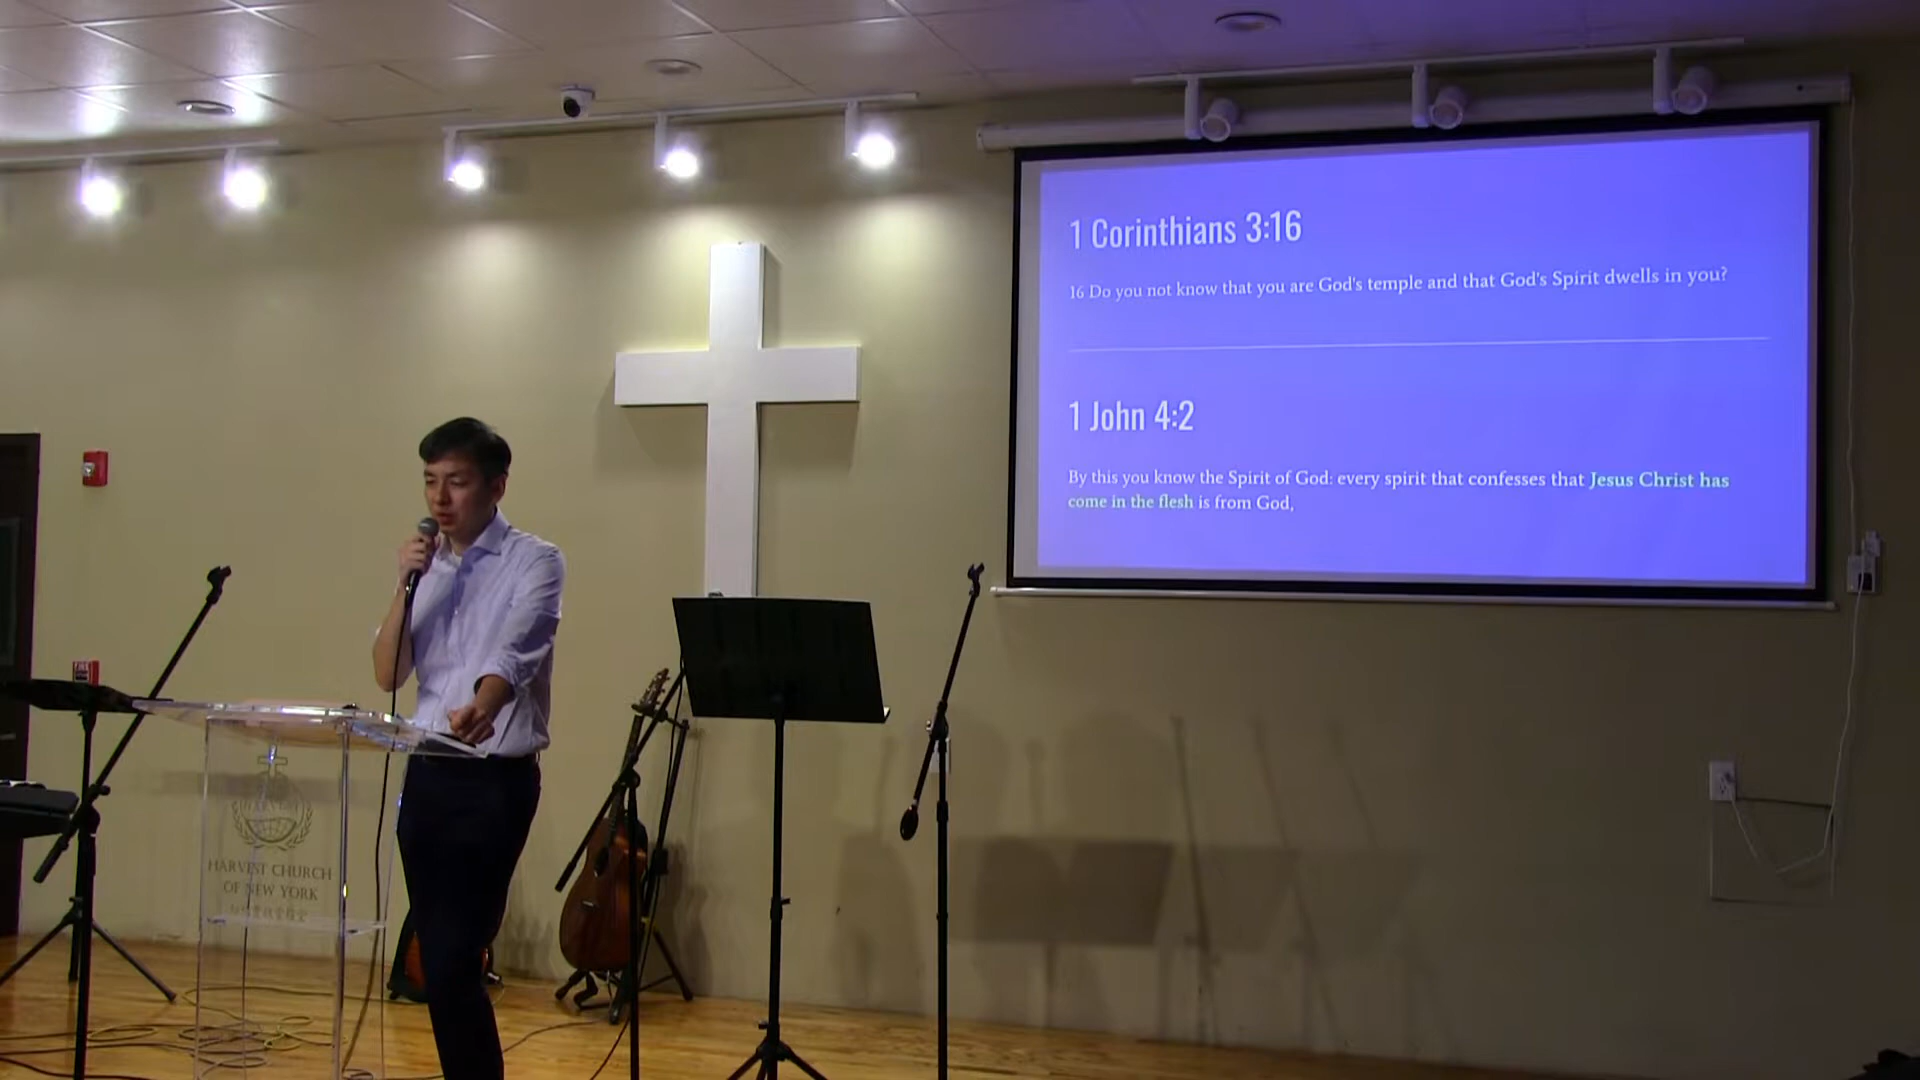 1 Corinthians 3:16
16 Do you not know that you are God's temple and that God's Spirit dwells in you?
1 John 4:2
By this you know the Spirit of God: every spirit that confesses that Jesus Christ has
come in the flesh is from God,
HARVEST
HARVEST CHURCH
OF NEW YORK